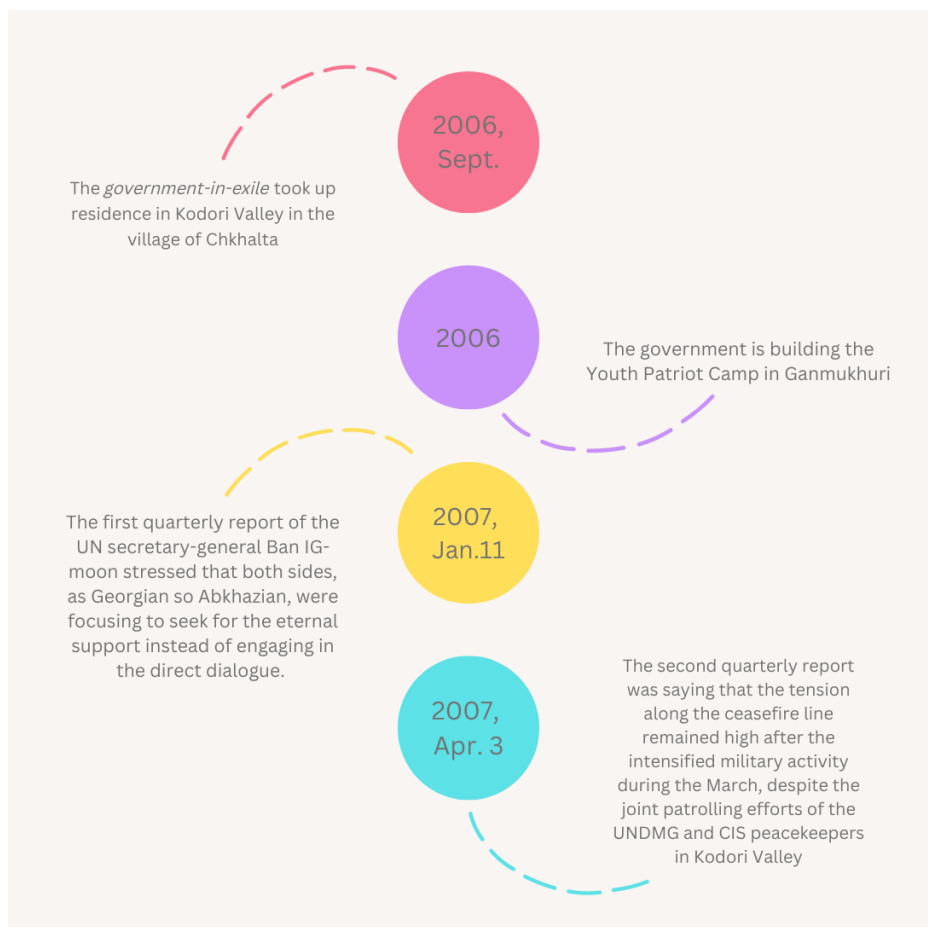 2006,
Sept.
The government-in-exile took up
residence in Kodori Valley in the
village of Chkhalta
2006
The government is building the
Youth Patriot Camp in Ganmukhuri
2007,
Jan.11
The first quarterly report of the
UN secretary-general Ban IG-
moon stressed that both sides,
as Georgian so Abkhazian, were
focusing to seek for the eternal
support instead of engaging in
the direct dialogue.
2007,
Apr. 3
The second quarterly report
was saying that the tension
along the ceasefire line
remained high after the
intensified military activity
during the March, despite the
joint patrolling efforts of the
UNDMG and CIS peacekeepers
in Kodori Valley